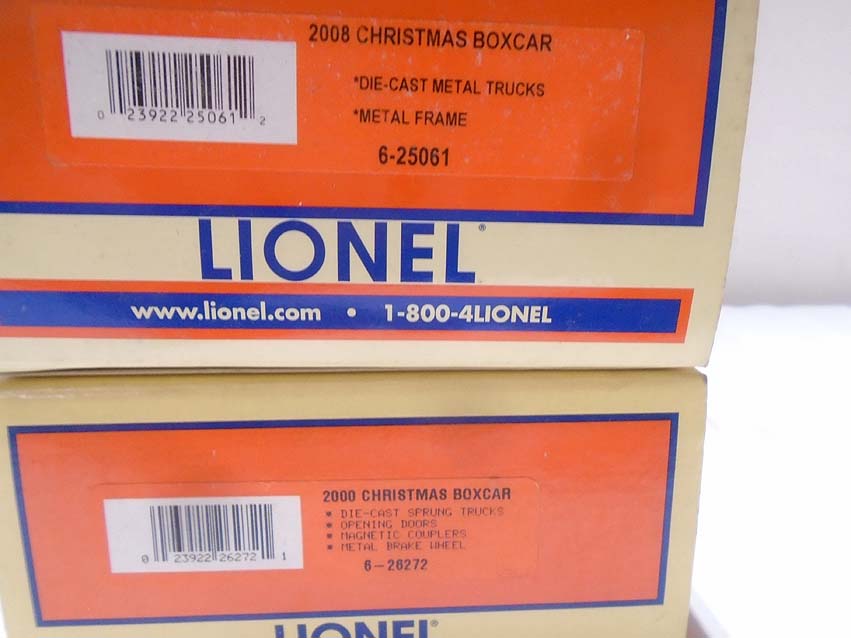 2008 CHRISTMAS BOXCAR
*DIE-CAST METAL TRUCKS
*METAL FRAME
6-25061
0 23922 25061 2
LIONEL®
www.lionel.com • 1-800-4LIONEL
2000 CHRISTMAS BOXCAR
▪ DIE-CAST SPRUNG TRUCKS
▪ OPENING DOORS
▪ MAGNETIC COUPLERS
▪ METAL BRAKE WHEEL
6-26272
0 23922 26272 1
LIONEL®